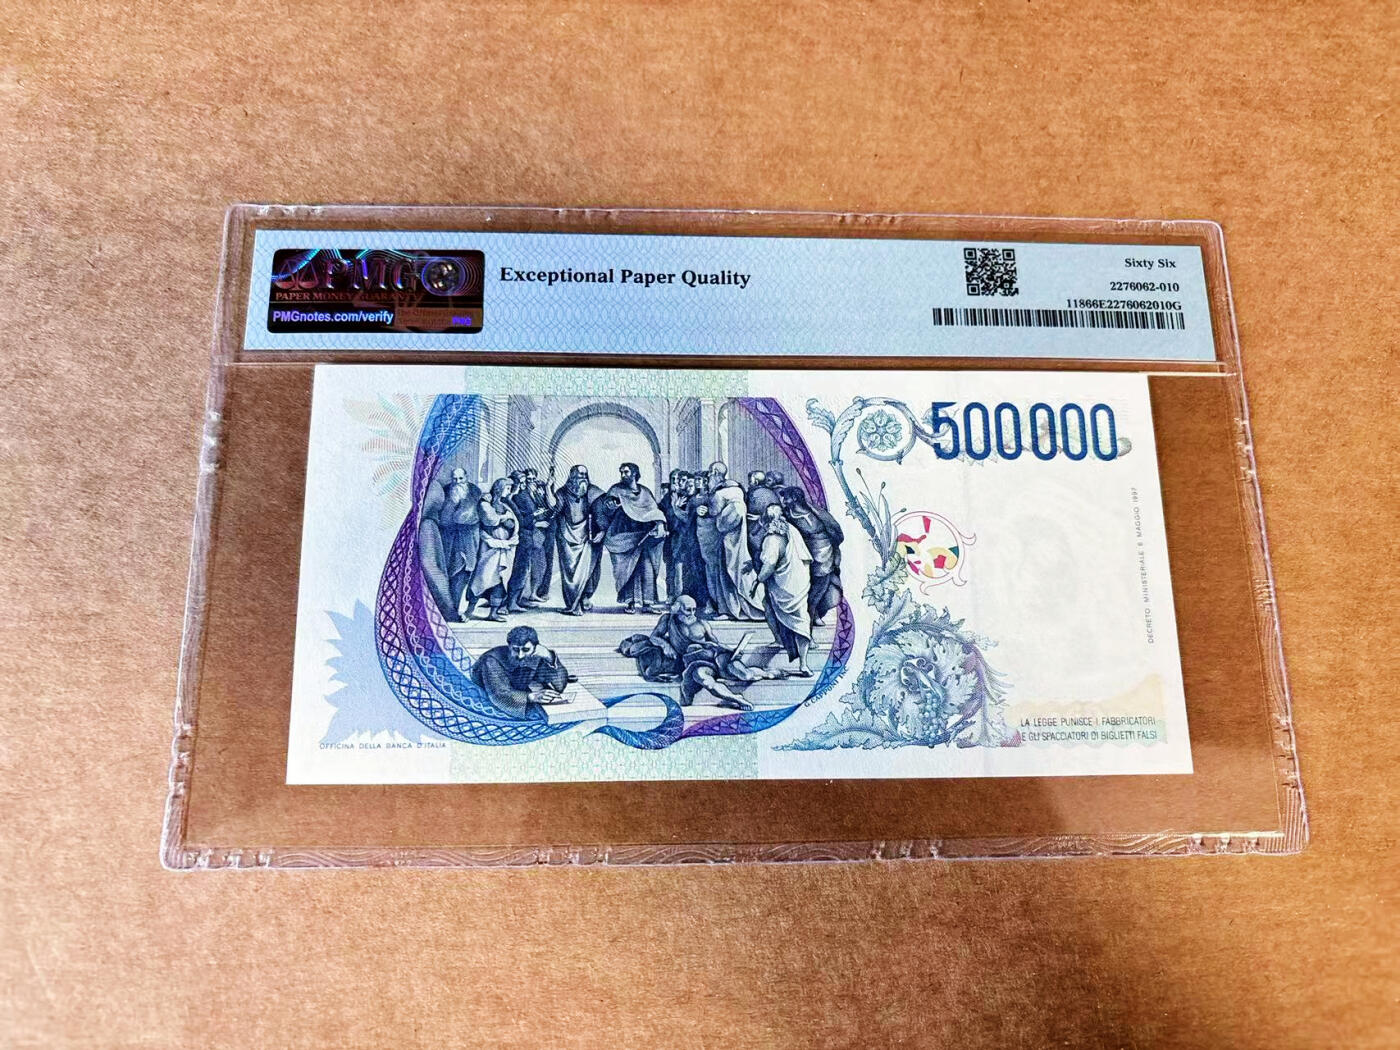 PMG
PAPER MONEY GUARANTY
PMGnotes.com/verify
Exceptional Paper Quality
Sixty Six
2276062-010
11866E2276062010G
500000
DECRETO MINISTERIALE 6 MAGGIO 1997
G. CAPPONI
OFFICINA DELLA BANCA D'ITALIA
LA LEGGE PUNISCE I FABBRICATORI
E GLI SPACCIATORI DI BIGLIETTI FALSI